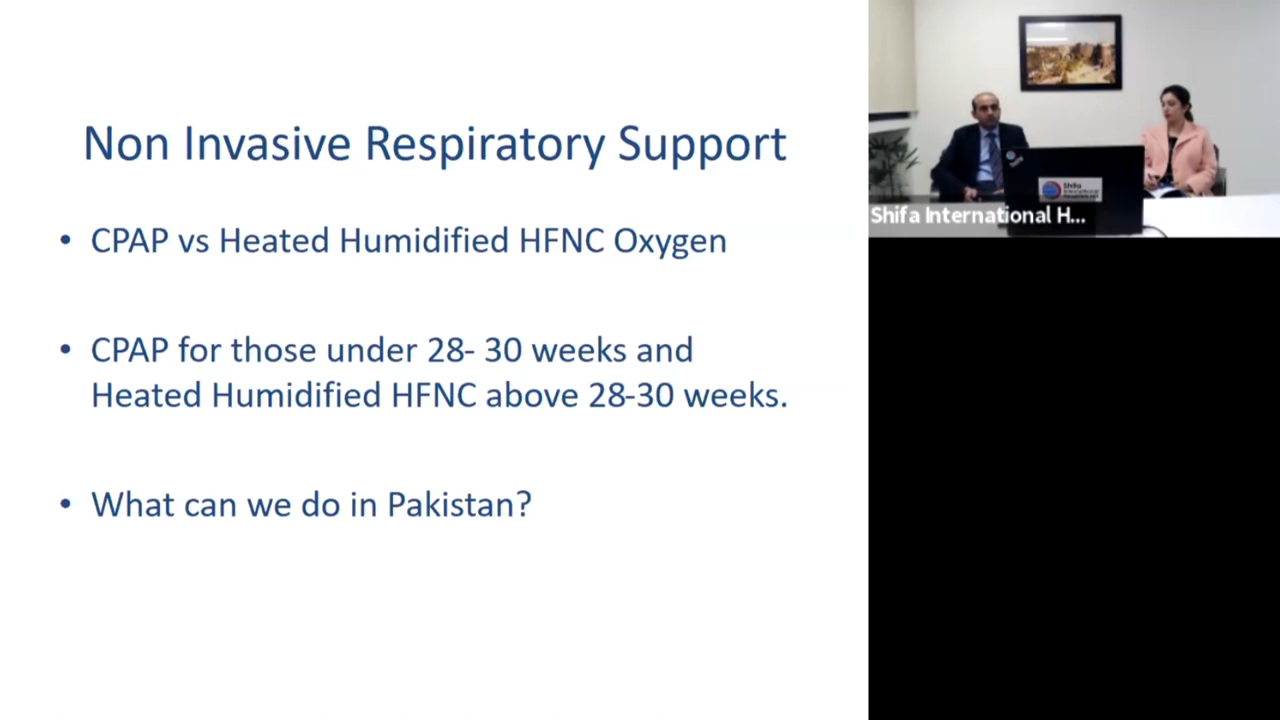 Non Invasive Respiratory Support
• CPAP vs Heated Humidified HFNC Oxygen
• CPAP for those under 28- 30 weeks and
Heated Humidified HFNC above 28-30 weeks.
• What can we do in Pakistan?
Shifa
Shifa International H...